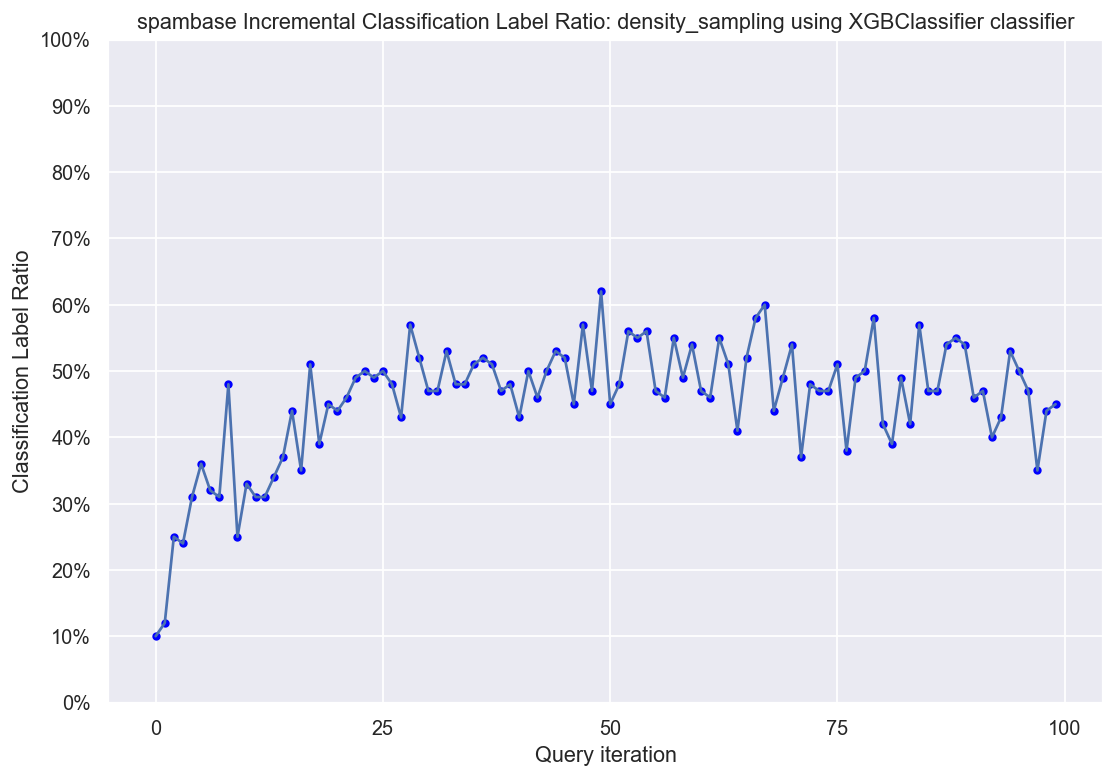 spambase Incremental Classification Label Ratio: density_sampling using XGBClassifier classifier
100%
90%
80%
70%
60%
50%
40%
30%
20%
10%
0%
Classification Label Ratio
0 25 50 75 100
Query iteration